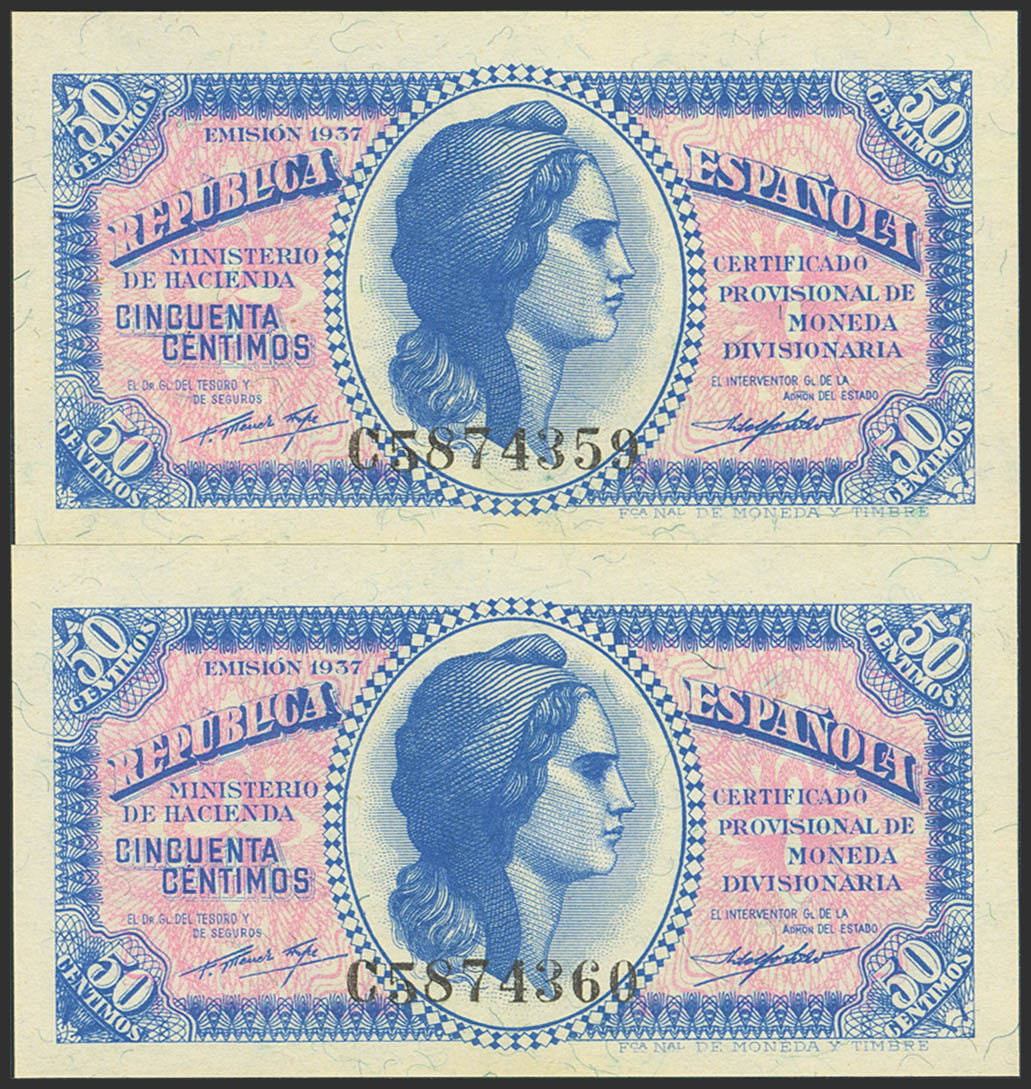 50 CENTIMOS
50 CENTIMOS
EMISIÓN 1937
REPUBLICA ESPAÑOLA
MINISTERIO
DE HACIENDA
CINCUENTA
CÉNTIMOS
CERTIFICADO
PROVISIONAL DE
MONEDA
DIVISIONARIA
EL DR. GL. DEL TESORO Y
DE SEGUROS
EL INTERVENTOR GL. DE LA
ADMÓN DEL ESTADO
C5874359
50 CENTIMOS
50 CENTIMOS
FCA NAL DE MONEDA Y TIMBRE
50 CENTIMOS
50 CENTIMOS
EMISIÓN 1937
REPUBLICA ESPAÑOLA
MINISTERIO
DE HACIENDA
CINCUENTA
CÉNTIMOS
CERTIFICADO
PROVISIONAL DE
MONEDA
DIVISIONARIA
EL DR. GL. DEL TESORO Y
DE SEGUROS
EL INTERVENTOR GL. DE LA
ADMÓN DEL ESTADO
C5874360
50 CENTIMOS
50 CENTIMOS
FCA NAL DE MONEDA Y TIMBRE